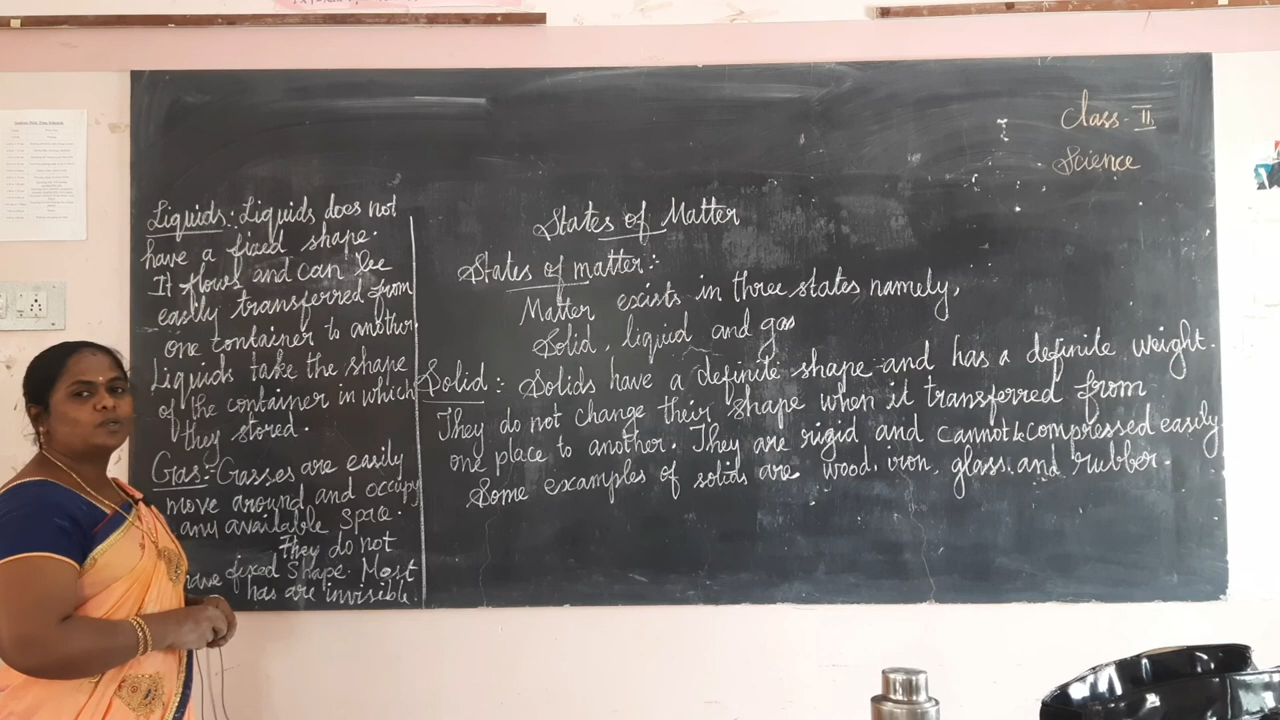 Class-II
Science
States of Matter
States of matter:-
Matter exists in three states namely,
Solid, liquid and gas
Solid:- Solids have a definite shape and has a definite weight.
They do not change their shape when it transferred from
one place to another. They are rigid and cannot be compressed easily
Some examples of solids are wood, iron, glass and rubber.
Liquids:- Liquids does not
have a fixed shape.
It flows and can be
easily transferred from
one container to another
Liquids take the shape
of the container in which
they stored.
Gas:- Gasses are easily
move around and occupy
any available Space.
They do not
have fixed Shape. Most
has are invisible.